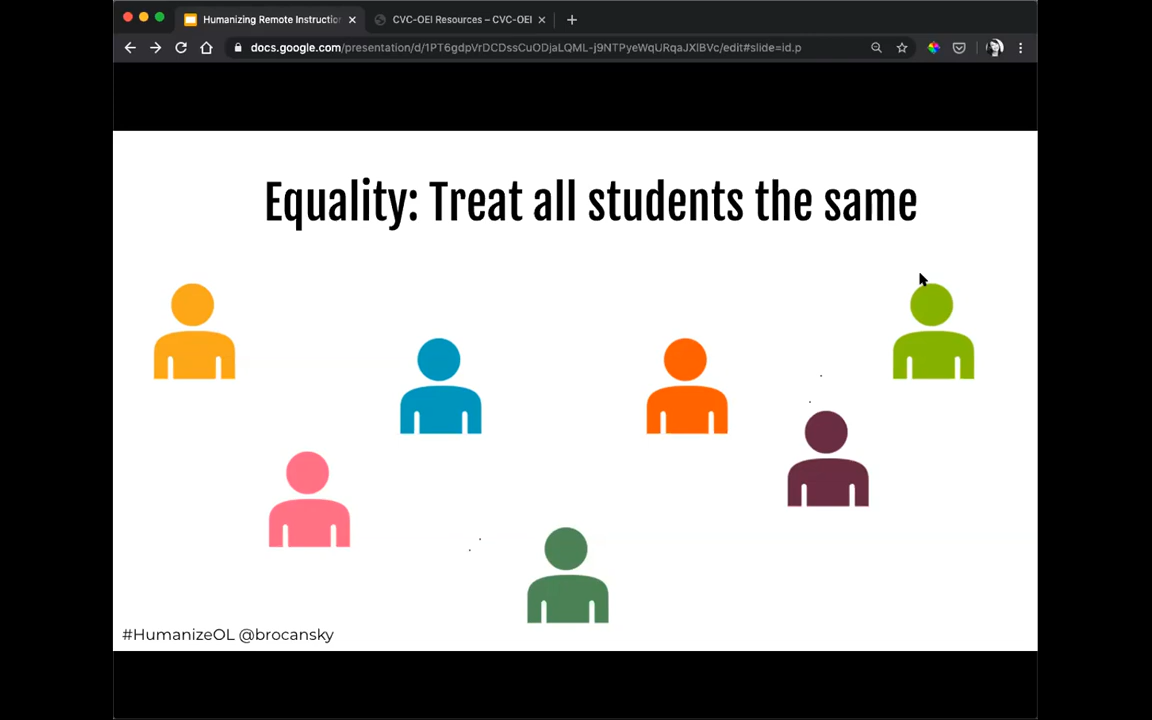 Humanizing Remote Instructio
CVC-OEI Resources – CVC-OEI
docs.google.com/presentation/d/1PT6gdpVrDCDssCuODjaLQML-j9NTPyeWqURqaJXlBVc/edit#slide=id.p
Equality: Treat all students the same
#HumanizeOL @brocansky